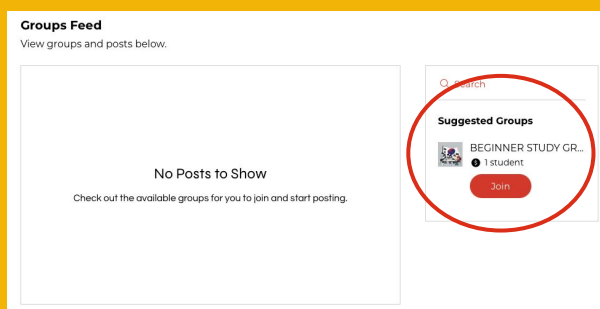 Groups Feed
View groups and posts below.
No Posts to Show
Check out the available groups for you to join and start posting.
Search
Suggested Groups
BEGINNER STUDY GR...
1 student
Join